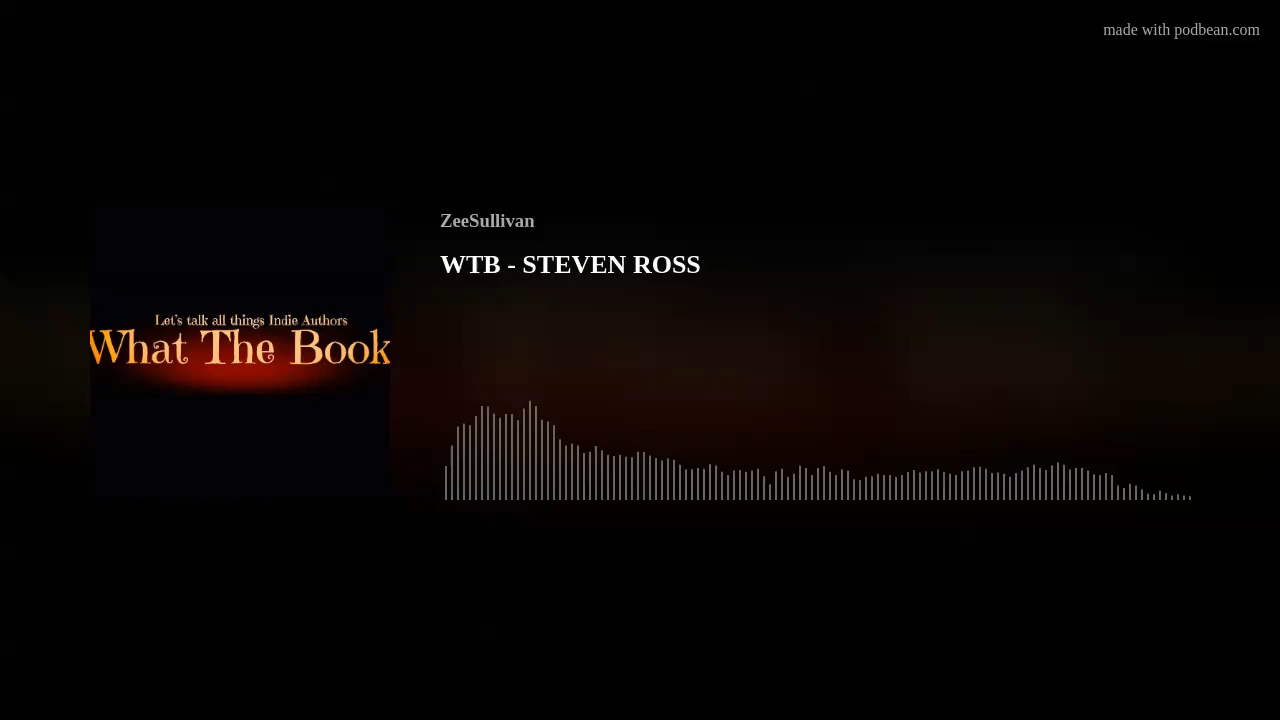 made with podbean.com
ZeeSullivan
WTB - STEVEN ROSS
Let's talk all things Indie Authors
What The Book